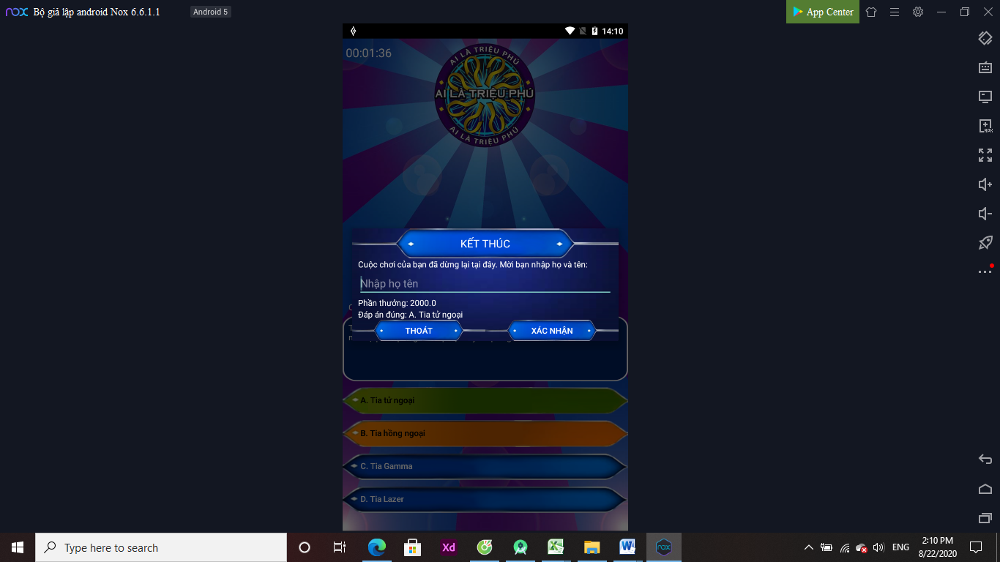 nox Bộ giả lập android Nox 6.6.1.1 Android 5 App Center
14:10
00:01:36
AI LÀ TRIỆU PHÚ
AI LÀ TRIỆU PHÚ
AI LÀ TRIỆU PHÚ
KẾT THÚC
Cuộc chơi của bạn đã dừng lại tại đây. Mời bạn nhập họ và tên:
Nhập họ tên
Phần thưởng: 2000.0
Đáp án đúng: A. Tia tử ngoại
THOÁT XÁC NHẬN
A. Tia tử ngoại
B. Tia hồng ngoại
C. Tia Gamma
D. Tia Lazer
Type here to search
Xd
nox
ENG
2:10 PM
8/22/2020